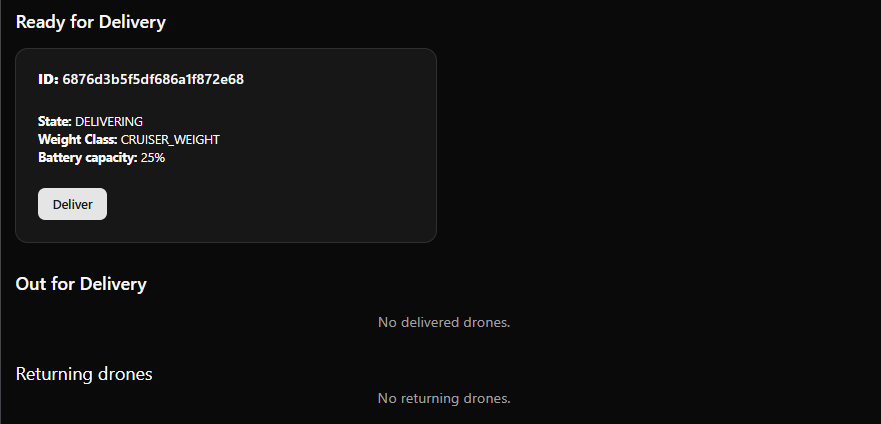 Ready for Delivery
ID: 6876d3b5f5df686a1f872e68
State: DELIVERING
Weight Class: CRUISER_WEIGHT
Battery capacity: 25%
Deliver
Out for Delivery
No delivered drones.
Returning drones
No returning drones.